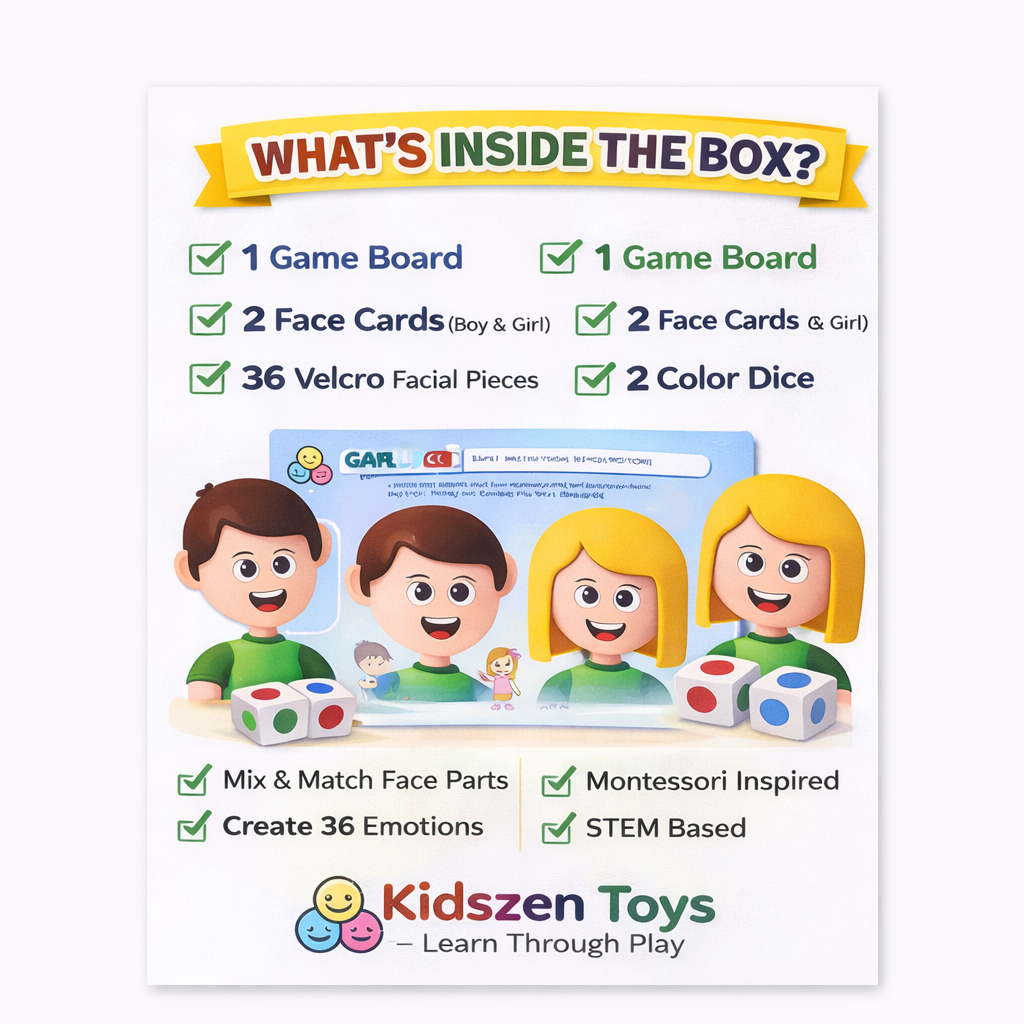 WHAT'S INSIDE THE BOX?
1 Game Board
1 Game Board
2 Face Cards (Boy & Girl)
2 Face Cards (& Girl)
36 Velcro Facial Pieces
2 Color Dice
Mix & Match Face Parts
Montessori Inspired
Create 36 Emotions
STEM Based
Kidszen Toys
– Learn Through Play